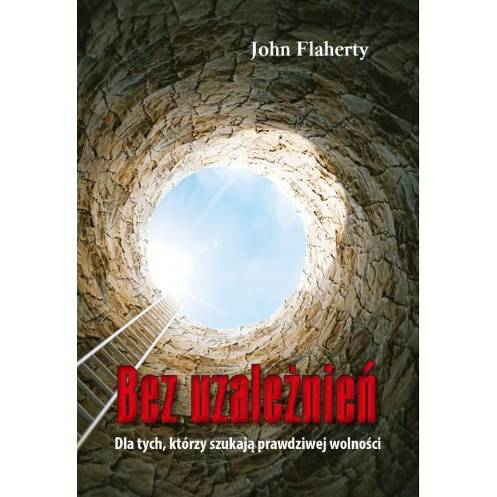 John Flaherty
Bez uzależnień
Dla tych, którzy szukają prawdziwej wolności